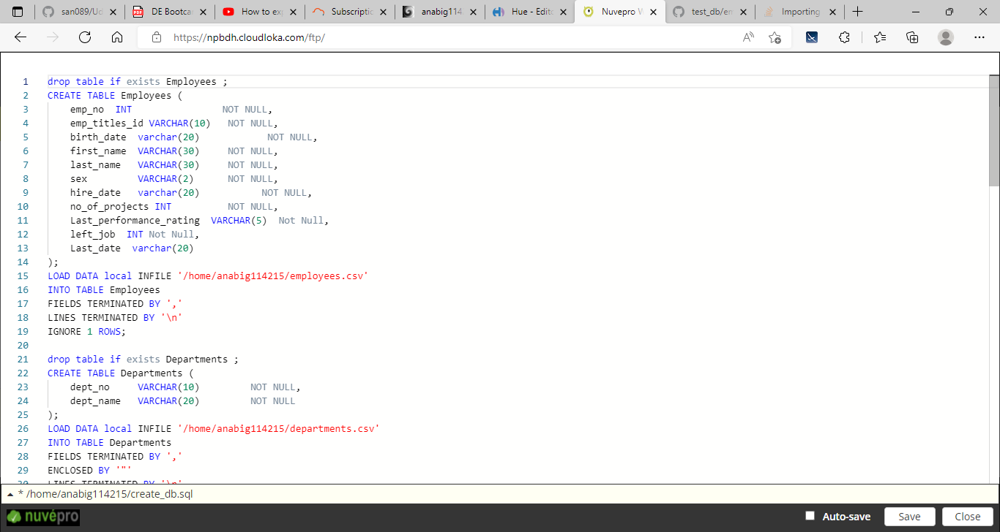 san089/Ud
DE Bootca
How to ex
Subscriptic
anabig114
Hue - Edit
Nuvepro W
test_db/en
Importing
https://npbdh.cloudloka.com/ftp/
1 drop table if exists Employees ;
2 CREATE TABLE Employees (
3 emp_no INT NOT NULL,
4 emp_titles_id VARCHAR(10) NOT NULL,
5 birth_date varchar(20) NOT NULL,
6 first_name VARCHAR(30) NOT NULL,
7 last_name VARCHAR(30) NOT NULL,
8 sex VARCHAR(2) NOT NULL,
9 hire_date varchar(20) NOT NULL,
10 no_of_projects INT NOT NULL,
11 Last_performance_rating VARCHAR(5) Not Null,
12 left_job INT Not Null,
13 Last_date varchar(20)
14 );
15 LOAD DATA local INFILE '/home/anabig114215/employees.csv'
16 INTO TABLE Employees
17 FIELDS TERMINATED BY ','
18 LINES TERMINATED BY '\n'
19 IGNORE 1 ROWS;
20
21 drop table if exists Departments ;
22 CREATE TABLE Departments (
23 dept_no VARCHAR(10) NOT NULL,
24 dept_name VARCHAR(20) NOT NULL
25 );
26 LOAD DATA local INFILE '/home/anabig114215/departments.csv'
27 INTO TABLE Departments
28 FIELDS TERMINATED BY ','
29 ENCLOSED BY '"'
30 LINES TERMINATED BY '\n'
* /home/anabig114215/create_db.sql
nuvépro
Auto-save
Save
Close